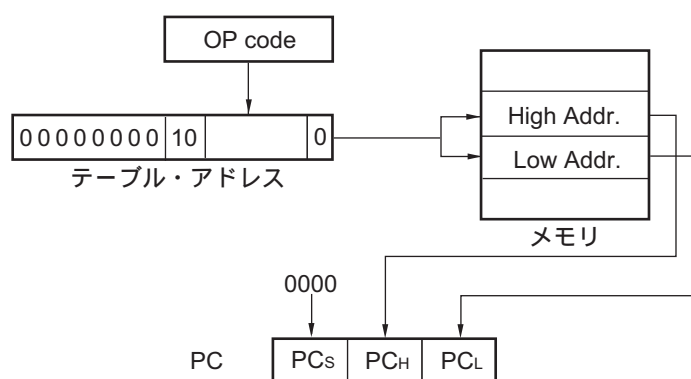 OP code
00000000 10 0
テーブル・アドレス
High Addr.
Low Addr.
メモリ
0000
PC PCS PCH PCL